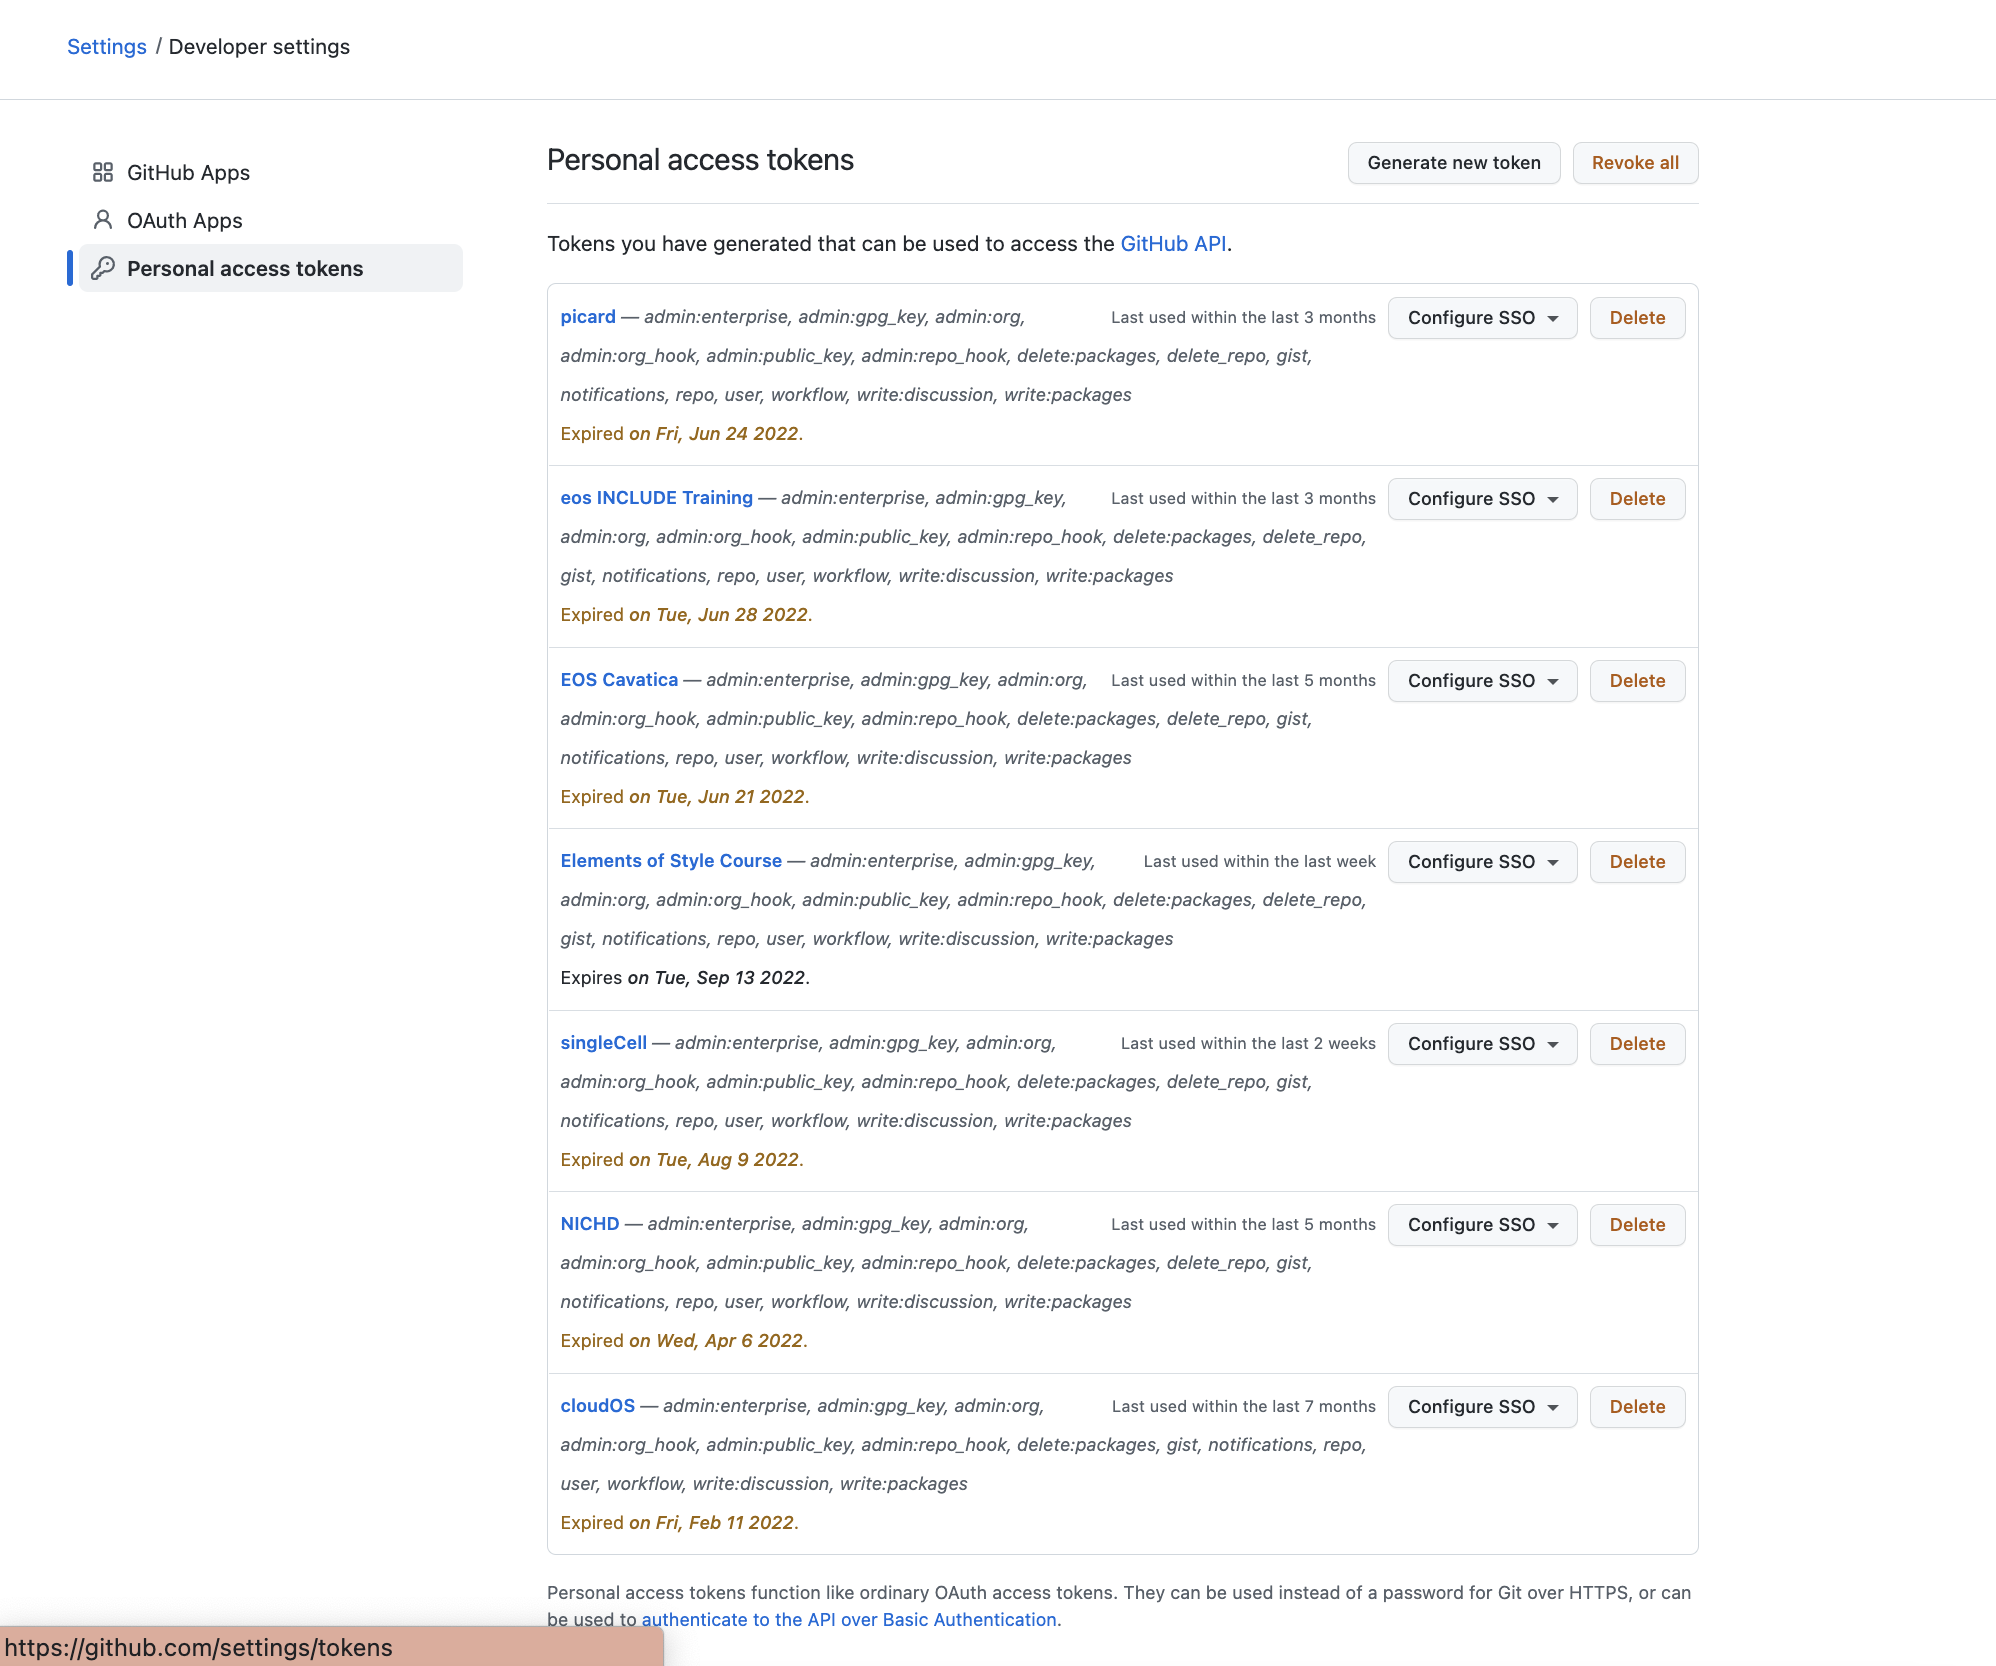 Settings / Developer settings
GitHub Apps
OAuth Apps
Personal access tokens
Personal access tokens
Generate new token
Revoke all
Tokens you have generated that can be used to access the GitHub API.
picard — admin:enterprise, admin:gpg_key, admin:org, Last used within the last 3 months Configure SSO Delete
admin:org_hook, admin:public_key, admin:repo_hook, delete:packages, delete_repo, gist,
notifications, repo, user, workflow, write:discussion, write:packages
Expired on Fri, Jun 24 2022.
eos INCLUDE Training — admin:enterprise, admin:gpg_key, Last used within the last 3 months Configure SSO Delete
admin:org, admin:org_hook, admin:public_key, admin:repo_hook, delete:packages, delete_repo,
gist, notifications, repo, user, workflow, write:discussion, write:packages
Expired on Tue, Jun 28 2022.
EOS Cavatica — admin:enterprise, admin:gpg_key, admin:org, Last used within the last 5 months Configure SSO Delete
admin:org_hook, admin:public_key, admin:repo_hook, delete:packages, delete_repo, gist,
notifications, repo, user, workflow, write:discussion, write:packages
Expired on Tue, Jun 21 2022.
Elements of Style Course — admin:enterprise, admin:gpg_key, Last used within the last week Configure SSO Delete
admin:org, admin:org_hook, admin:public_key, admin:repo_hook, delete:packages, delete_repo,
gist, notifications, repo, user, workflow, write:discussion, write:packages
Expires on Tue, Sep 13 2022.
singleCell — admin:enterprise, admin:gpg_key, admin:org, Last used within the last 2 weeks Configure SSO Delete
admin:org_hook, admin:public_key, admin:repo_hook, delete:packages, delete_repo, gist,
notifications, repo, user, workflow, write:discussion, write:packages
Expired on Tue, Aug 9 2022.
NICHD — admin:enterprise, admin:gpg_key, admin:org, Last used within the last 5 months Configure SSO Delete
admin:org_hook, admin:public_key, admin:repo_hook, delete:packages, delete_repo, gist,
notifications, repo, user, workflow, write:discussion, write:packages
Expired on Wed, Apr 6 2022.
cloudOS — admin:enterprise, admin:gpg_key, admin:org, Last used within the last 7 months Configure SSO Delete
admin:org_hook, admin:public_key, admin:repo_hook, delete:packages, gist, notifications, repo,
user, workflow, write:discussion, write:packages
Expired on Fri, Feb 11 2022.
Personal access tokens function like ordinary OAuth access tokens. They can be used instead of a password for Git over HTTPS, or can
be used to authenticate to the API over Basic Authentication.
https://github.com/settings/tokens